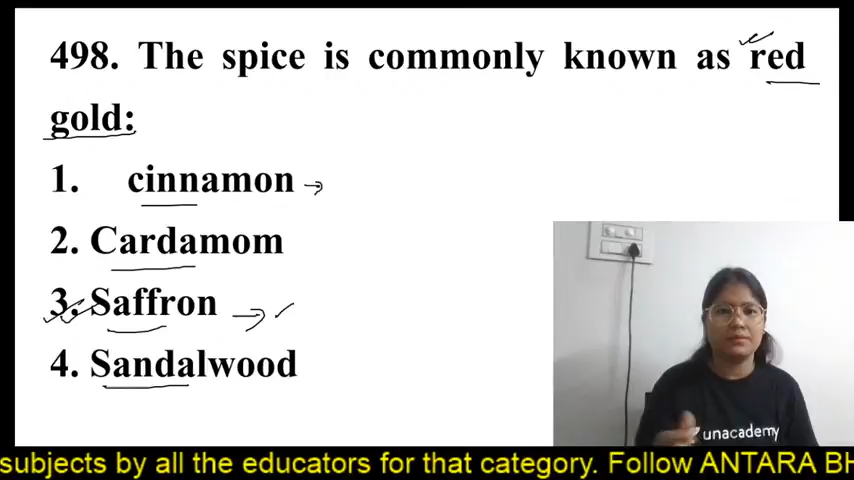 498. The spice is commonly known as red
gold:
1. cinnamon
2. Cardamom
3. Saffron
4. Sandalwood
unacademy
subjects by all the educators for that category. Follow ANTARA BH